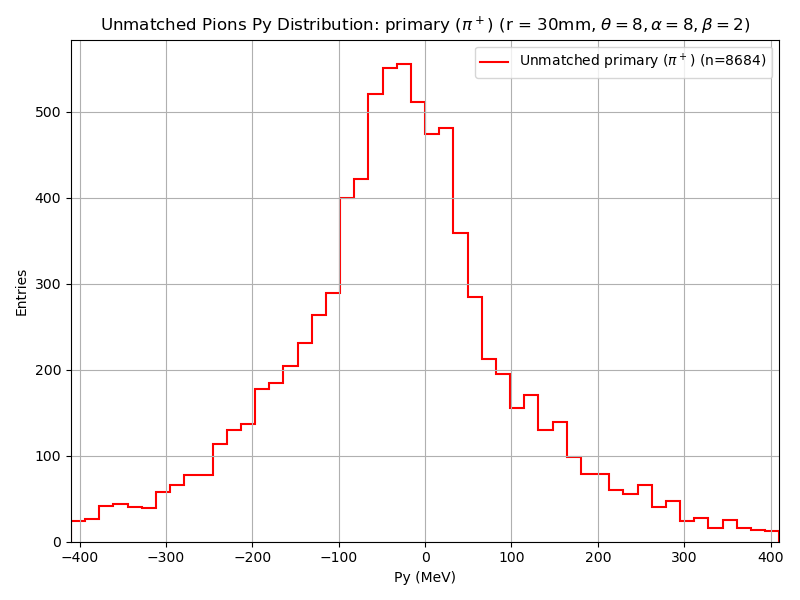 Unmatched Pions Py Distribution: primary (π⁺) (r = 30mm, θ = 8, α = 8, β = 2)
Unmatched primary (π⁺) (n=8684)
Entries
500
400
300
200
100
0
−400 −300 −200 −100 0 100 200 300 400
Py (MeV)